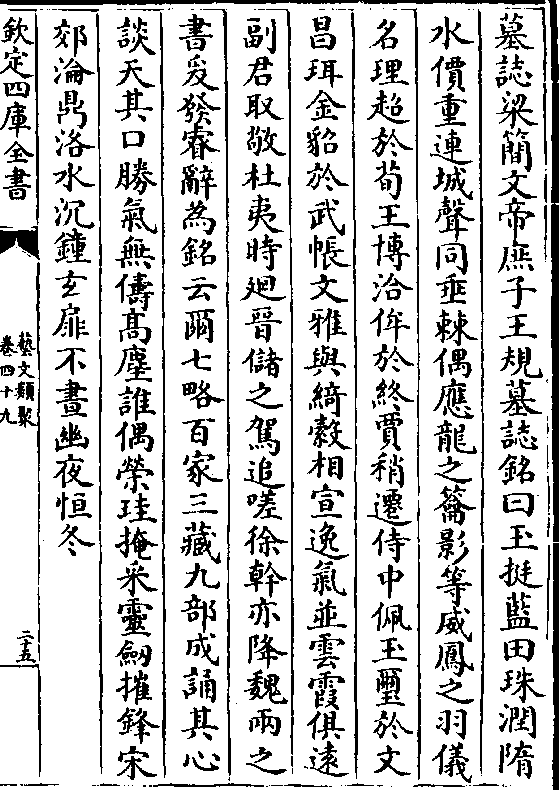 墓誌梁簡文帝庶子王規墓誌銘曰玉挺藍田珠潤隋
水價重連城聲同垂棘偶應龍之籥影等威鳳之羽儀
名理超於荀王博洽侔於終賈稍遷侍中佩玉璽於文
昌珥金貂於武帳文雅與綺縠相宣逸氣並雲霞俱遠
副君取敬杜夷時廻晉儲之駕追嗟徐幹亦降魏兩之
書爰發睿辭為銘云爾七略百家三藏九部成誦其心
談天其口勝氣無儔髙塵誰偶榮珪掩采靈劒摧鋒宋
郊淪鼎洛水沉鐘玄扉不晝幽夜恒冬
欽定四庫全書
藝文類聚
卷四十九
二五